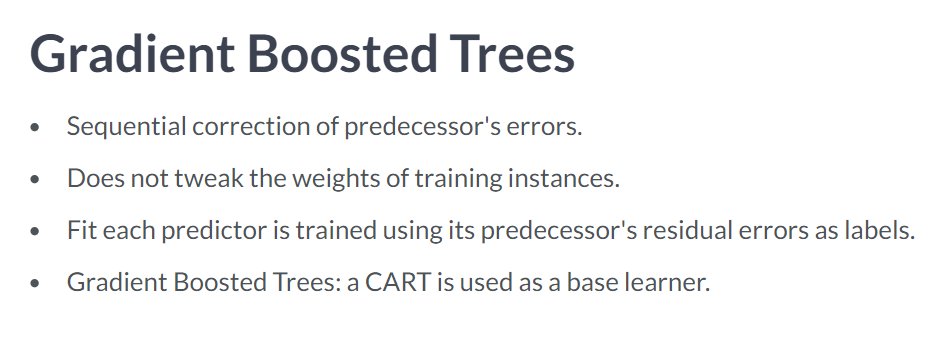 Gradient Boosted Trees
• Sequential correction of predecessor's errors.
• Does not tweak the weights of training instances.
• Fit each predictor is trained using its predecessor's residual errors as labels.
• Gradient Boosted Trees: a CART is used as a base learner.